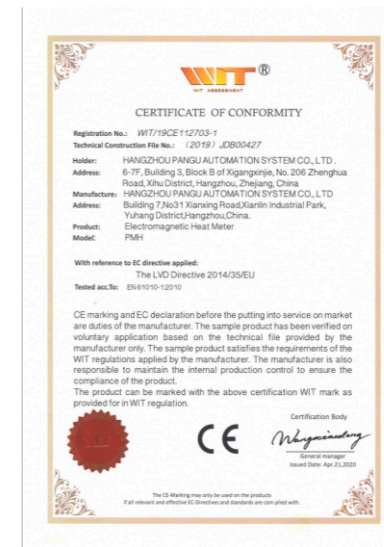 WIT®
WIT ASSESSMENT
CERTIFICATE OF CONFORMITY
Registration No.: WIT/19CE112703-1
Technical Construction File No.: （2019）JDB00427
Holder: HANGZHOU PANGU AUTOMATION SYSTEM CO., LTD .
Address: 6-7F, Building 3, Block B of Xigangxinjie, No. 206 Zhenghua
Road, Xihu District, Hangzhou, Zhejiang, China
Manufacture: HANGZHOU PANGU AUTOMATION SYSTEM CO., LTD
Address: Building 7,No31 Xianxing Road,Xianlin Industrial Park,
Yuhang District,Hangzhou,China.
Product: Electromagnetic Heat Meter
Model: PMH
With reference to EC directive applied:
The LVD Directive 2014/35/EU
Tested acc.To: EN 61010-1:2010
CE marking and EC declaration before the putting into service on market
are duties of the manufacturer. The sample product has been verified on
voluntary application based on the technical file provided by the
manufacturer only. The sample product satisfies the requirements of the
WIT regulations applied by the manufacturer. The manufacturer is also
responsible to maintain the internal production control to ensure the
compliance of the product.
The product can be marked with the above certification WIT mark as
provided for in WIT regulation.
Certification Body
WIT
CE
General manager
Issued Date: Apr.21,2020
The CE-Marking may only be used on the products
if all relevant and effective EC-Directives and standards are com plied with.